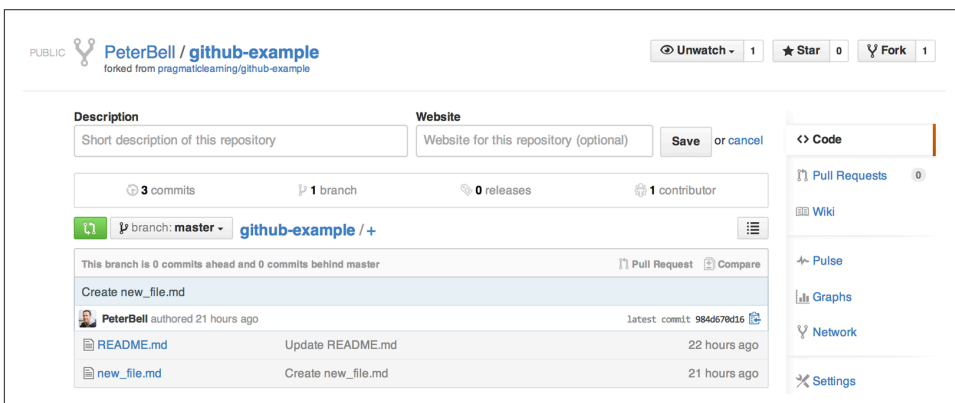 PUBLIC PeterBell / github-example
forked from pragmaticlearning/github-example
Unwatch 1 Star 0 Fork 1
Description
Short description of this repository
Website
Website for this repository (optional)
Save or cancel
3 commits 1 branch 0 releases 1 contributor
branch: master github-example / +
This branch is 0 commits ahead and 0 commits behind master Pull Request Compare
Create new_file.md
PeterBell authored 21 hours ago latest commit 984d670d16
README.md Update README.md 22 hours ago
new_file.md Create new_file.md 21 hours ago
<> Code
Pull Requests 0
Wiki
Pulse
Graphs
Network
Settings